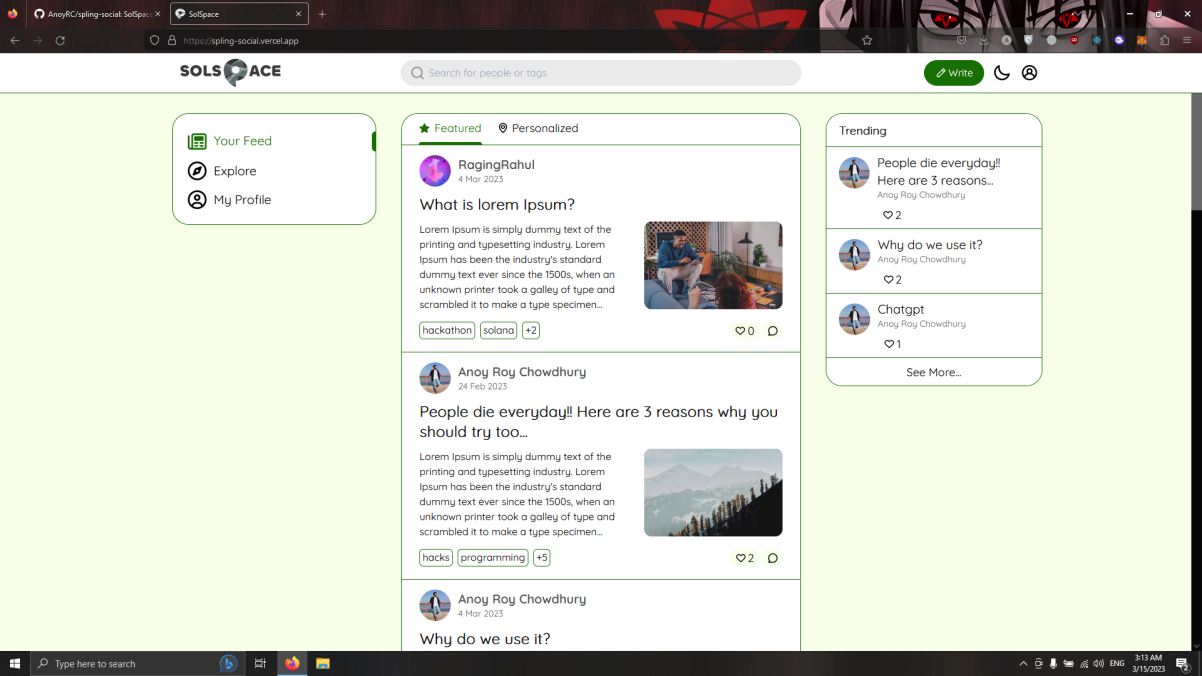 AnoyRC/spling-social: SolSpace
SolSpace
https://spling-social.vercel.app
SOLSPACE
Search for people or tags
Write
Your Feed
Explore
My Profile
Featured
Personalized
RagingRahul
4 Mar 2023
What is lorem Ipsum?
Lorem Ipsum is simply dummy text of the
printing and typesetting industry. Lorem
Ipsum has been the industry's standard
dummy text ever since the 1500s, when an
unknown printer took a galley of type and
scrambled it to make a type specimen...
hackathon
solana
+2
0
Anoy Roy Chowdhury
24 Feb 2023
People die everyday!! Here are 3 reasons why you
should try too...
Lorem Ipsum is simply dummy text of the
printing and typesetting industry. Lorem
Ipsum has been the industry's standard
dummy text ever since the 1500s, when an
unknown printer took a galley of type and
scrambled it to make a type specimen...
hacks
programming
+5
2
Anoy Roy Chowdhury
4 Mar 2023
Why do we use it?
Trending
People die everyday!!
Here are 3 reasons...
Anoy Roy Chowdhury
2
Why do we use it?
Anoy Roy Chowdhury
2
Chatgpt
Anoy Roy Chowdhury
1
See More...
Type here to search
ENG
3:13 AM
3/15/2023
2